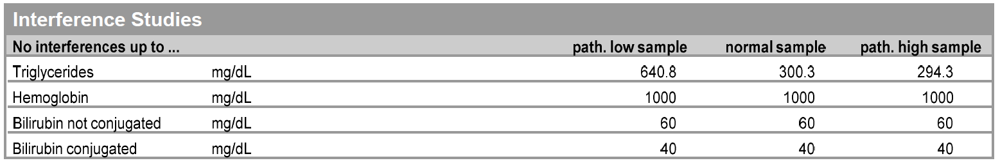 Interference Studies
No interferences up to ... path. low sample normal sample path. high sample
Triglycerides mg/dL 640.8 300.3 294.3
Hemoglobin mg/dL 1000 1000 1000
Bilirubin not conjugated mg/dL 60 60 60
Bilirubin conjugated mg/dL 40 40 40